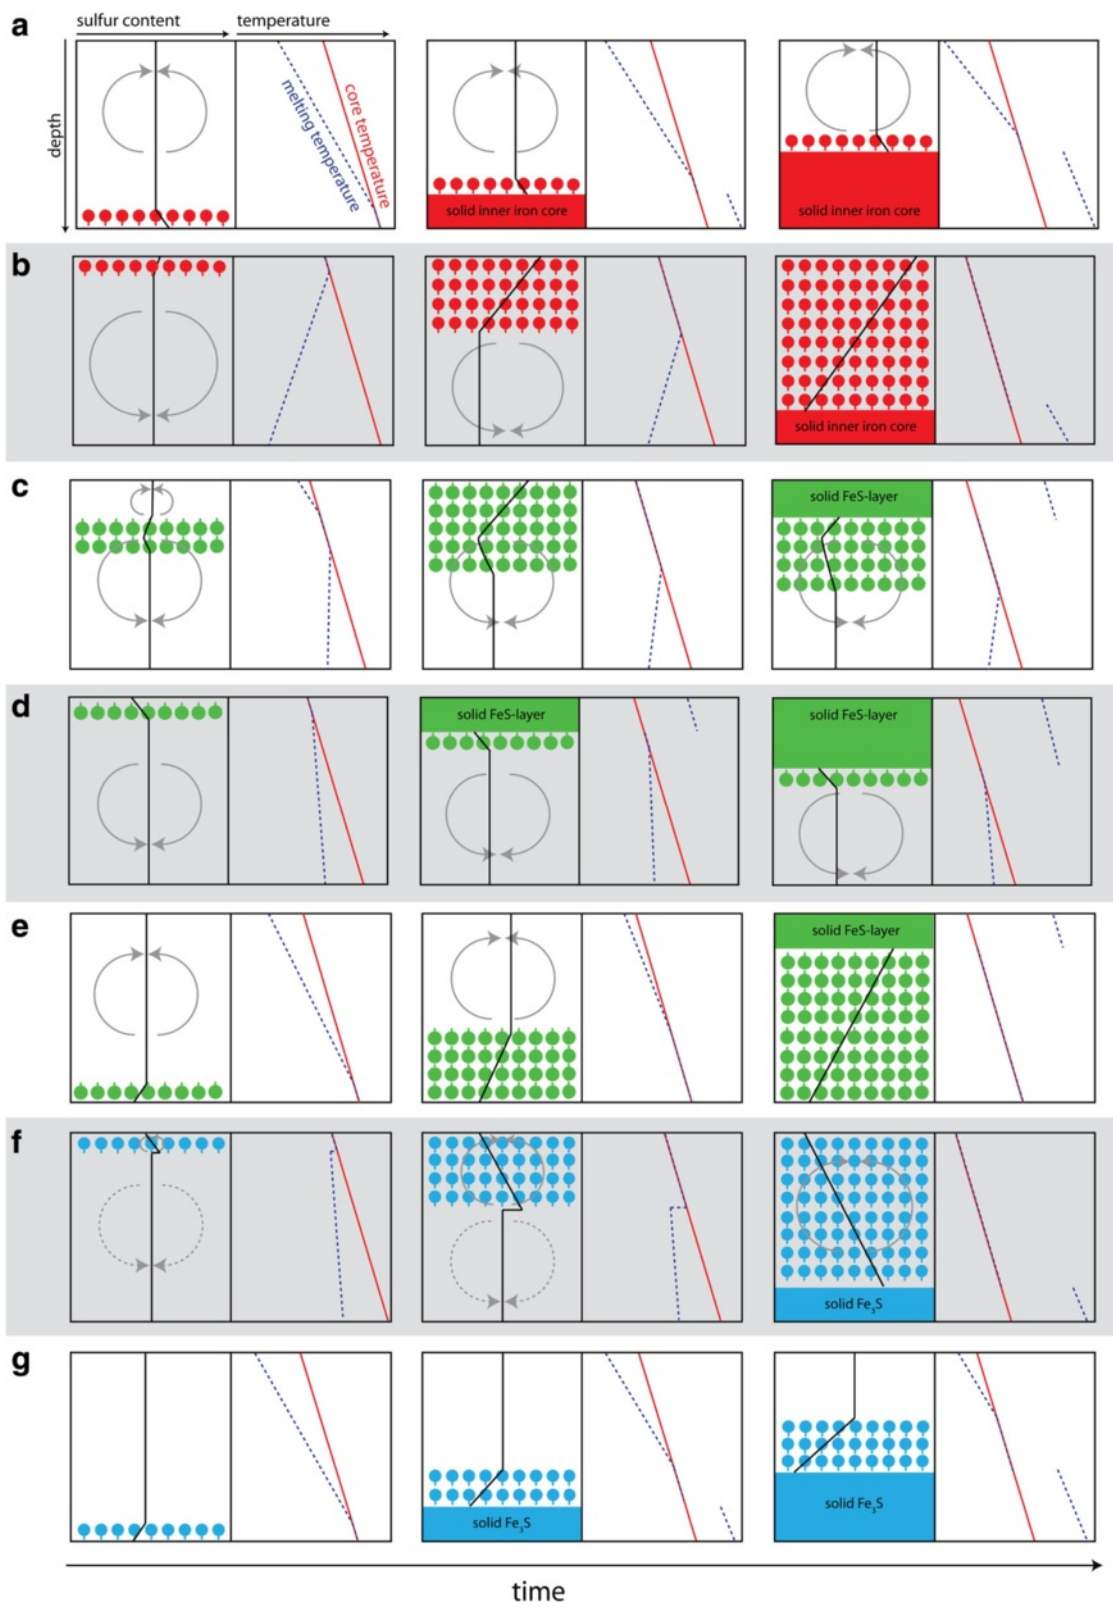 a
sulfur content
temperature
depth
melting temperature
core temperature
solid inner iron core
solid inner iron core
b
solid inner iron core
c
solid FeS-layer
d
solid FeS-layer
solid FeS-layer
e
solid FeS-layer
f
solid Fe₃S
g
solid Fe₃S
solid Fe₃S
time